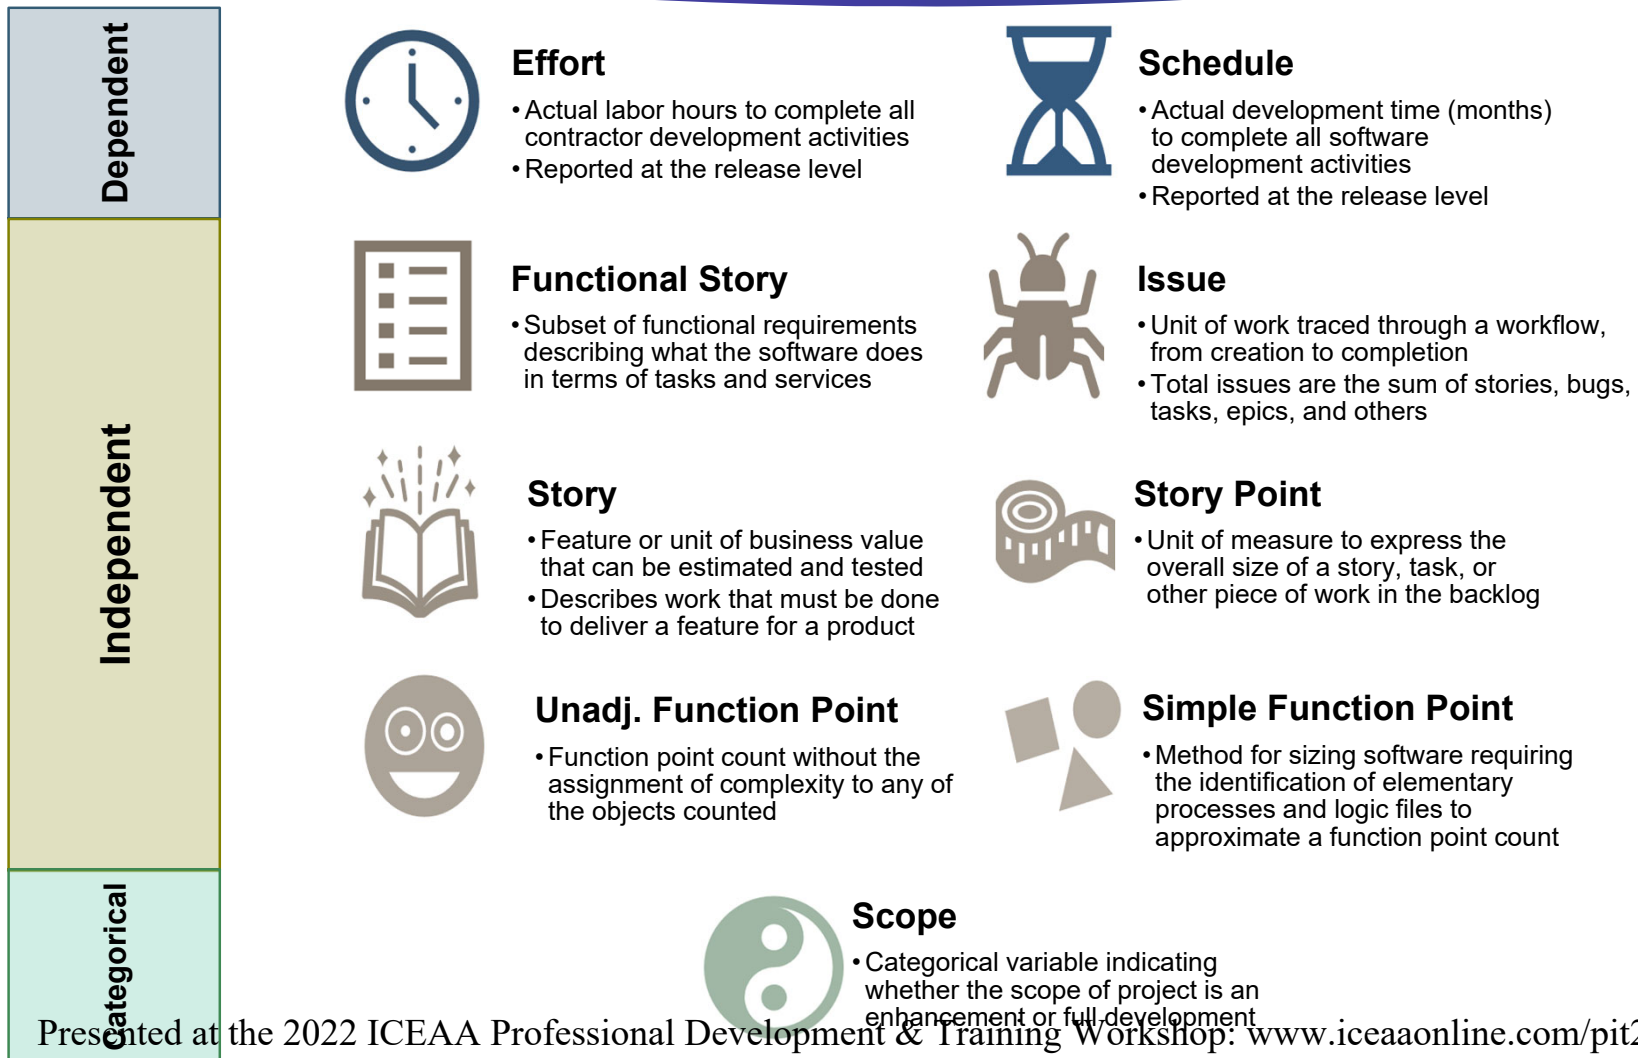 Dependent
Effort
• Actual labor hours to complete all
contractor development activities
• Reported at the release level
Schedule
• Actual development time (months)
to complete all software
development activities
• Reported at the release level
Independent
Functional Story
• Subset of functional requirements
describing what the software does
in terms of tasks and services
Issue
• Unit of work traced through a workflow,
from creation to completion
• Total issues are the sum of stories, bugs,
tasks, epics, and others
Story
• Feature or unit of business value
that can be estimated and tested
• Describes work that must be done
to deliver a feature for a product
Story Point
• Unit of measure to express the
overall size of a story, task, or
other piece of work in the backlog
Unadj. Function Point
• Function point count without the
assignment of complexity to any of
the objects counted
Simple Function Point
• Method for sizing software requiring
the identification of elementary
processes and logic files to
approximate a function point count
Categorical
Scope
• Categorical variable indicating
whether the scope of project is an
enhancement or full development
Presented at the 2022 ICEAA Professional Development & Training Workshop: www.iceaaonline.com/pit2